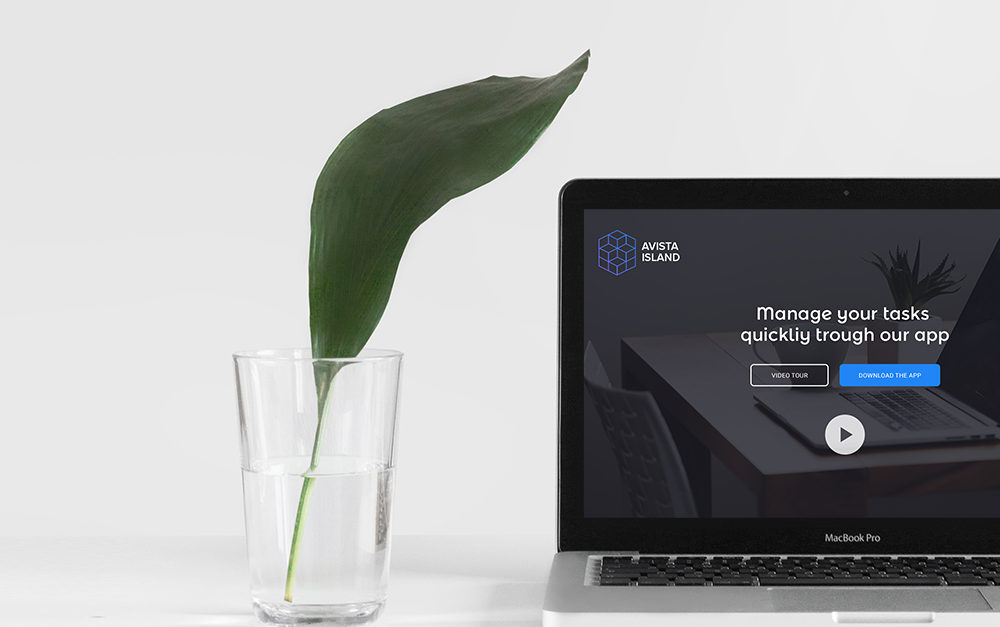 AVISTA
ISLAND
Manage your tasks
quickliy trough our app
VIDEO TOUR
DOWNLOAD THE APP
MacBook Pro